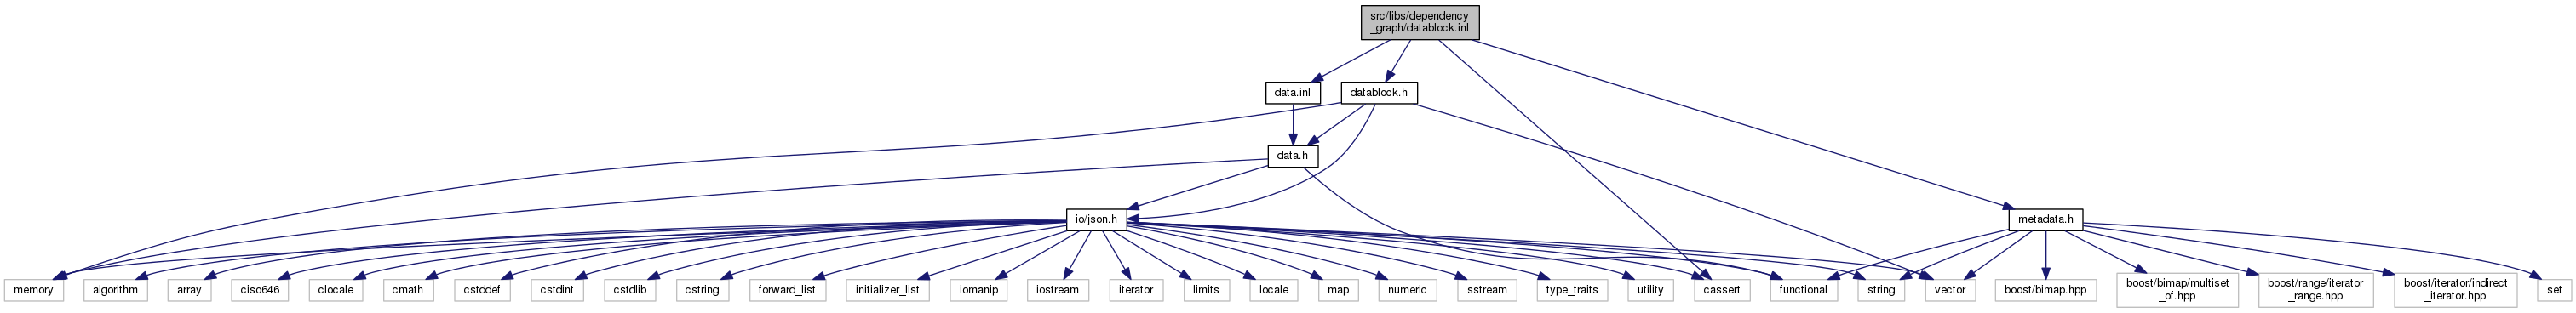 src/libs/dependency
_graph/datablock.inl
data.inl
datablock.h
data.h
io/json.h
metadata.h
memory
algorithm
array
ciso646
clocale
cmath
cstddef
cstdint
cstdlib
cstring
forward_list
initializer_list
iomanip
iostream
iterator
limits
locale
map
numeric
sstream
type_traits
utility
cassert
functional
string
vector
boost/bimap.hpp
boost/bimap/multiset
_of.hpp
boost/range/iterator
_range.hpp
boost/iterator/indirect
_iterator.hpp
set